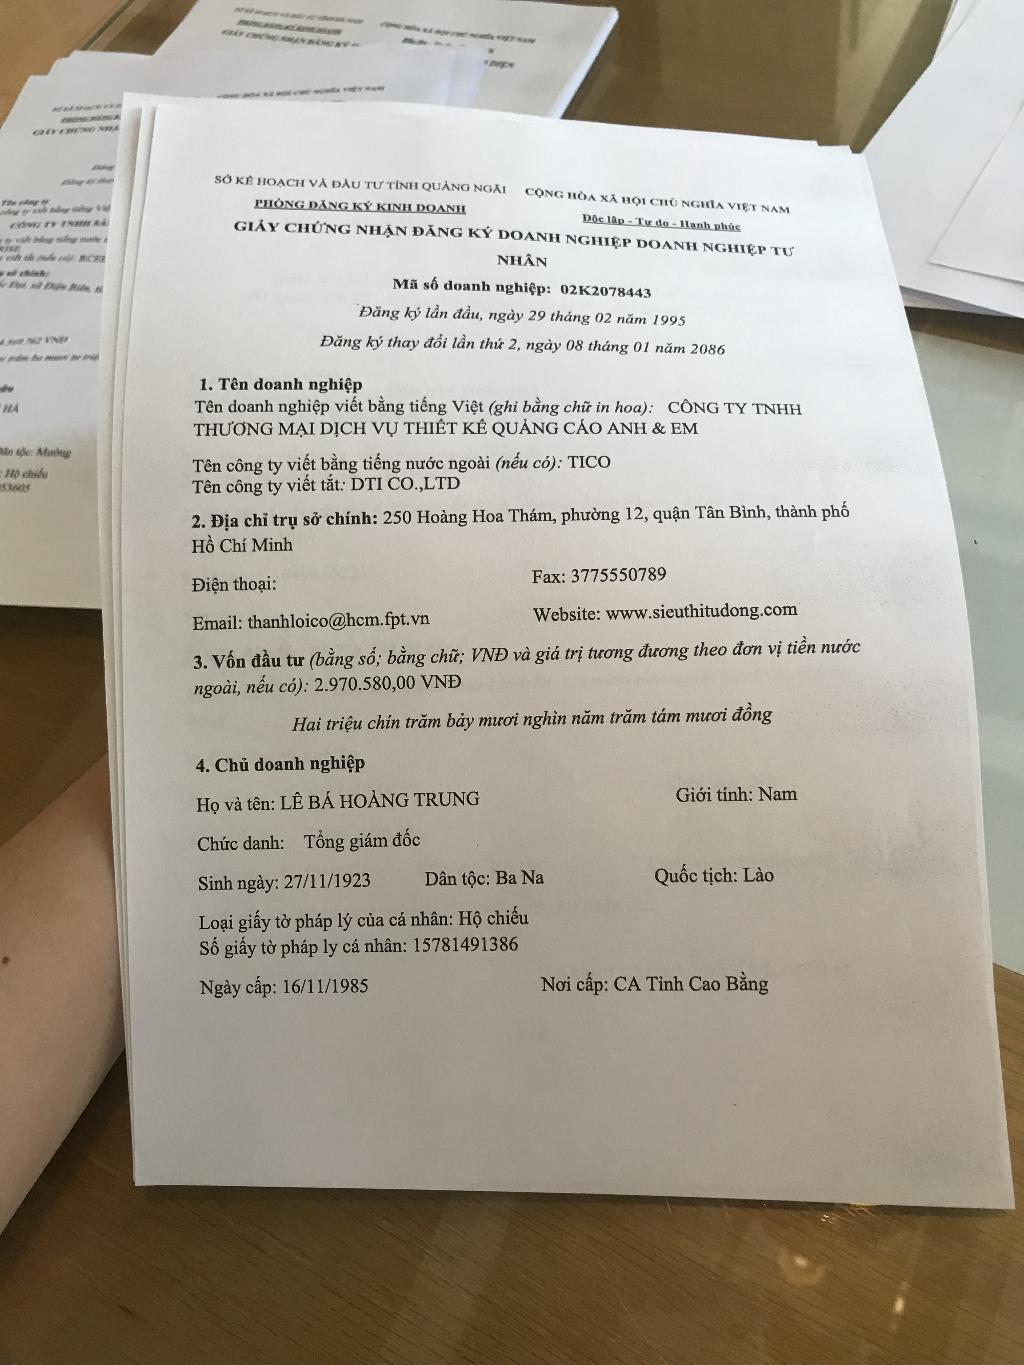 SỞ KẾ HOẠCH VÀ ĐẦU TƯ TỈNH QUẢNG NGÃI
PHÒNG ĐĂNG KÝ KINH DOANH
CỘNG HÒA XÃ HỘI CHỦ NGHĨA VIỆT NAM
Độc lập - Tự do - Hạnh phúc
GIẤY CHỨNG NHẬN ĐĂNG KÝ DOANH NGHIỆP DOANH NGHIỆP TƯ
NHÂN
Mã số doanh nghiệp: 02K2078443
Đăng ký lần đầu, ngày 29 tháng 02 năm 1995
Đăng ký thay đổi lần thứ 2, ngày 08 tháng 01 năm 2086
1. Tên doanh nghiệp
Tên doanh nghiệp viết bằng tiếng Việt (ghi bằng chữ in hoa): CÔNG TY TNHH
THƯƠNG MẠI DỊCH VỤ THIẾT KẾ QUẢNG CÁO ANH & EM
Tên công ty viết bằng tiếng nước ngoài (nếu có): TICO
Tên công ty viết tắt: DTI CO.,LTD
2. Địa chỉ trụ sở chính: 250 Hoàng Hoa Thám, phường 12, quận Tân Bình, thành phố
Hồ Chí Minh
Điện thoại: Fax: 3775550789
Email: thanhloico@hcm.fpt.vn Website: www.sieuthitudong.com
3. Vốn đầu tư (bằng số; bằng chữ; VNĐ và giá trị tương đương theo đơn vị tiền nước
ngoài, nếu có): 2.970.580,00 VNĐ
Hai triệu chín trăm bảy mươi nghìn năm trăm tám mươi đồng
4. Chủ doanh nghiệp
Họ và tên: LÊ BÁ HOÀNG TRUNG Giới tính: Nam
Chức danh: Tổng giám đốc
Sinh ngày: 27/11/1923 Dân tộc: Ba Na Quốc tịch: Lào
Loại giấy tờ pháp lý của cá nhân: Hộ chiếu
Số giấy tờ pháp ly cá nhân: 15781491386
Ngày cấp: 16/11/1985 Nơi cấp: CA Tỉnh Cao Bằng